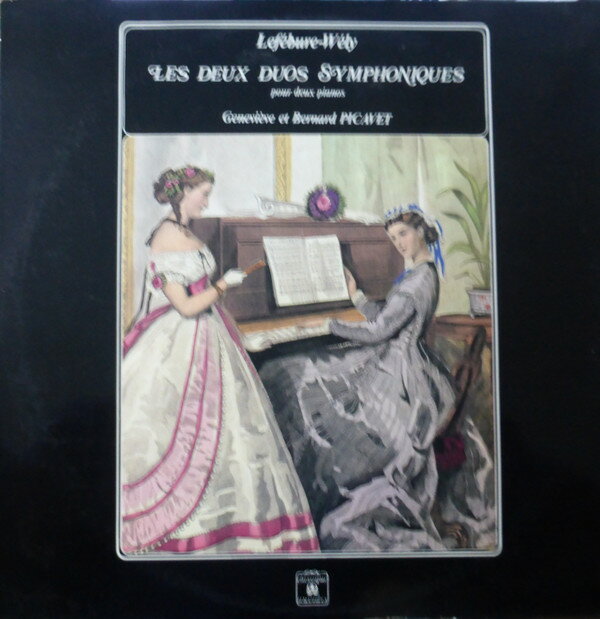 Lefébure-Wély
LES DEUX DUOS SYMPHONIQUES
pour deux pianos
Geneviève et Bernard PICAVET